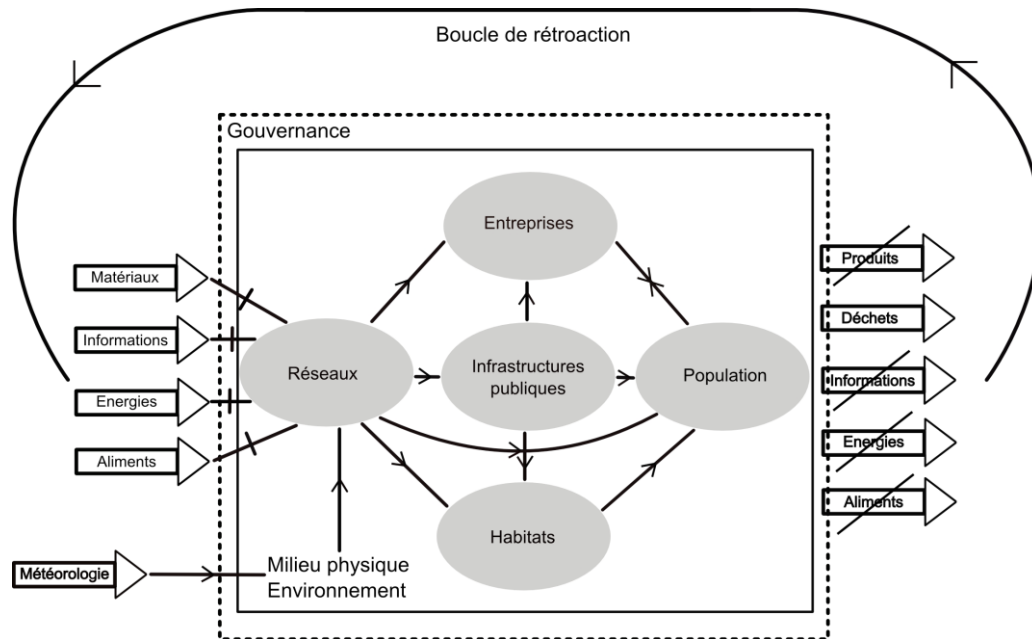 Boucle de rétroaction
Gouvernance
Entreprises
Matériaux
Informations
Energies
Aliments
Réseaux
Infrastructures
publiques
Population
Habitats
Produits
Déchets
Informations
Energies
Aliments
Météorologie
Milieu physique
Environnement